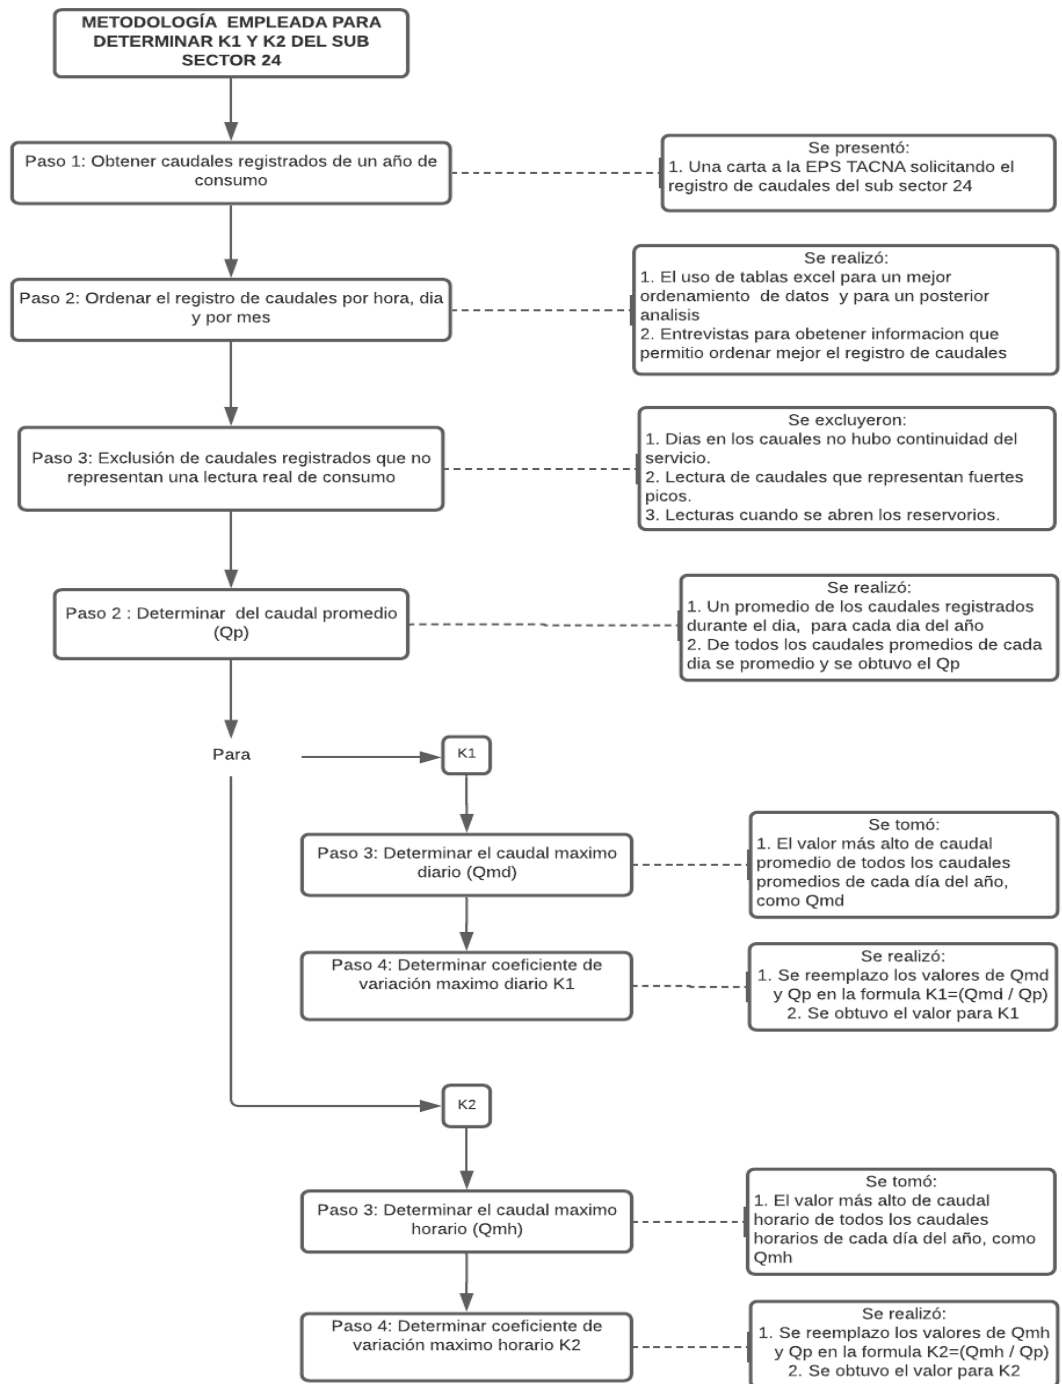 METODOLOGÍA EMPLEADA PARA
DETERMINAR K1 Y K2 DEL SUB
SECTOR 24
Paso 1: Obtener caudales registrados de un año de
consumo
Se presentó:
1. Una carta a la EPS TACNA solicitando el
registro de caudales del sub sector 24
Paso 2: Ordenar el registro de caudales por hora, dia
y por mes
Se realizó:
1. El uso de tablas excel para un mejor
ordenamiento de datos y para un posterior
analisis
2. Entrevistas para obetener informacion que
permitio ordenar mejor el registro de caudales
Paso 3: Exclusión de caudales registrados que no
representan una lectura real de consumo
Se excluyeron:
1. Dias en los cauales no hubo continuidad del
servicio.
2. Lectura de caudales que representan fuertes
picos.
3. Lecturas cuando se abren los reservorios.
Paso 2 : Determinar del caudal promedio
(Qp)
Se realizó:
1. Un promedio de los caudales registrados
durante el dia, para cada dia del año
2. De todos los caudales promedios de cada
dia se promedio y se obtuvo el Qp
Para
K1
Paso 3: Determinar el caudal maximo
diario (Qmd)
Se tomó:
1. El valor más alto de caudal
promedio de todos los caudales
promedios de cada día del año,
como Qmd
Paso 4: Determinar coeficiente de
variación maximo diario K1
Se realizó:
1. Se reemplazo los valores de Qmd
y Qp en la formula K1=(Qmd / Qp)
2. Se obtuvo el valor para K1
K2
Paso 3: Determinar el caudal maximo
horario (Qmh)
Se tomó:
1. El valor más alto de caudal
horario de todos los caudales
horarios de cada día del año, como
Qmh
Paso 4: Determinar coeficiente de
variación maximo horario K2
Se realizó:
1. Se reemplazo los valores de Qmh
y Qp en la formula K2=(Qmh / Qp)
2. Se obtuvo el valor para K2